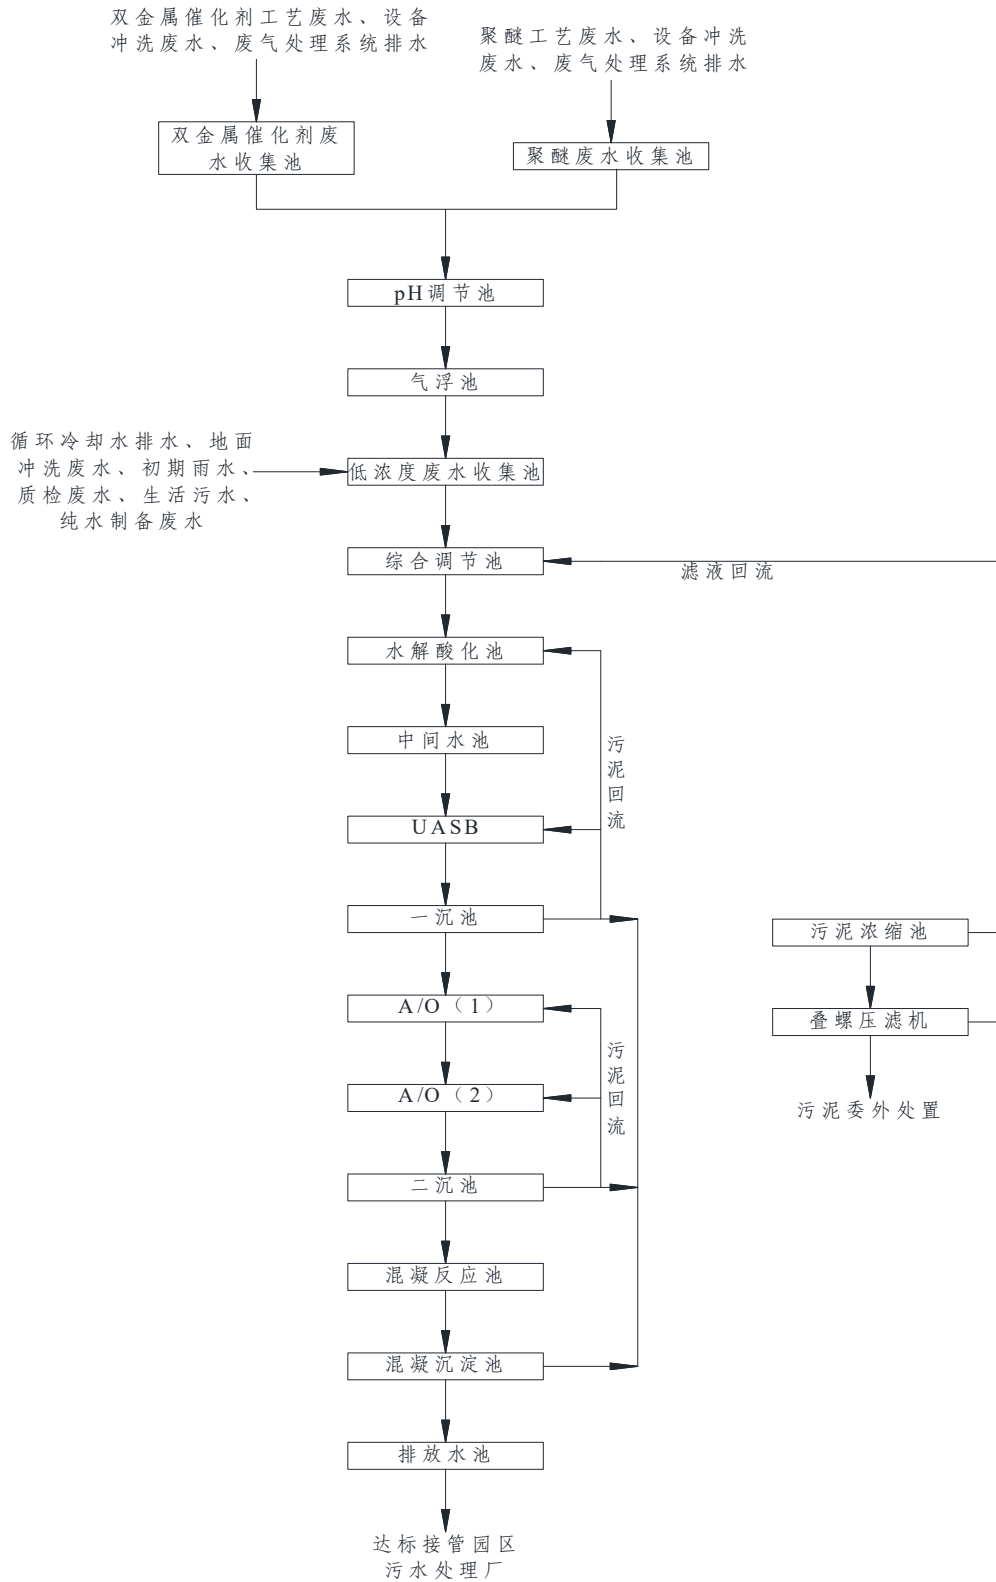 双金属催化剂工艺废水、设备
冲洗废水、废气处理系统排水
聚醚工艺废水、设备冲洗
废水、废气处理系统排水
双金属催化剂废
水收集池
聚醚废水收集池
pH调节池
气浮池
循环冷却水排水、地面
冲洗废水、初期雨水、
质检废水、生活污水、
纯水制备废水
低浓度废水收集池
综合调节池
滤液回流
水解酸化池
中间水池
污泥回流
UASB
一沉池
污泥浓缩池
A/O（1）
叠螺压滤机
污泥回流
A/O（2）
污泥委外处置
二沉池
混凝反应池
混凝沉淀池
排放水池
达标接管园区
污水处理厂